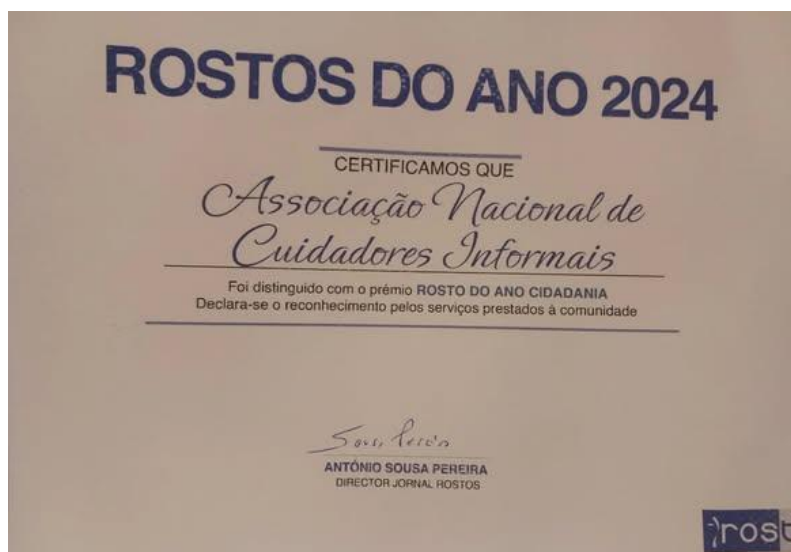 ROSTOS DO ANO 2024
CERTIFICAMOS QUE
Associação Nacional de
Cuidadores Informais
Foi distinguido com o prémio ROSTO DO ANO CIDADANIA
Declara-se o reconhecimento pelos serviços prestados à comunidade
ANTÓNIO SOUSA PEREIRA
DIRECTOR JORNAL ROSTOS
rost